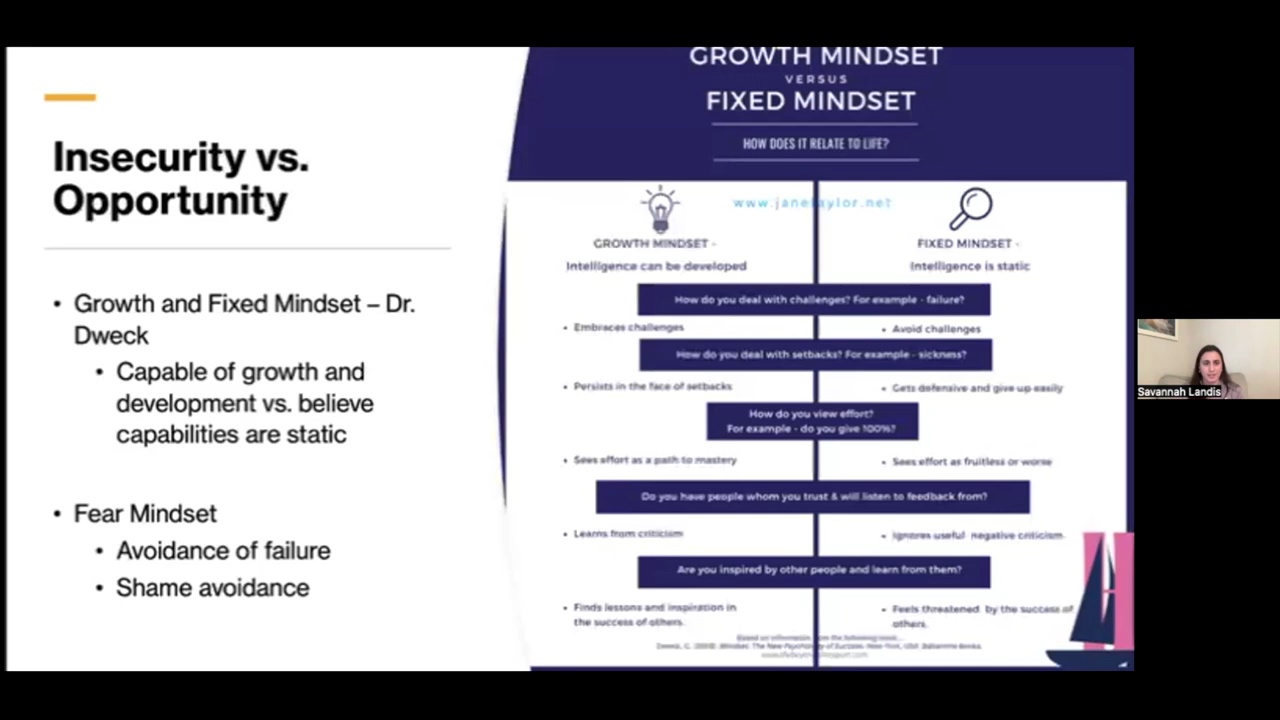 Insecurity vs.
Opportunity
• Growth and Fixed Mindset – Dr.
Dweck
• Capable of growth and
development vs. believe
capabilities are static
• Fear Mindset
• Avoidance of failure
• Shame avoidance
GROWTH MINDSET
VERSUS
FIXED MINDSET
HOW DOES IT RELATE TO LIFE?
www.janetaylor.net
GROWTH MINDSET -
Intelligence can be developed
FIXED MINDSET -
Intelligence is static
How do you deal with challenges? For example - failure?
• Embraces challenges
• Avoid challenges
How do you deal with setbacks? For example - sickness?
• Persists in the face of setbacks
• Gets defensive and give up easily
How do you view effort?
For example - do you give 100%?
• Sees effort as a path to mastery
• Sees effort as fruitless or worse
Do you have people whom you trust & will listen to feedback from?
• Learns from criticism
• Ignores useful negative criticism
Are you inspired by other people and learn from them?
• Finds lessons and inspiration in
the success of others.
• Feels threatened by the success of
others.
Savannah Landis